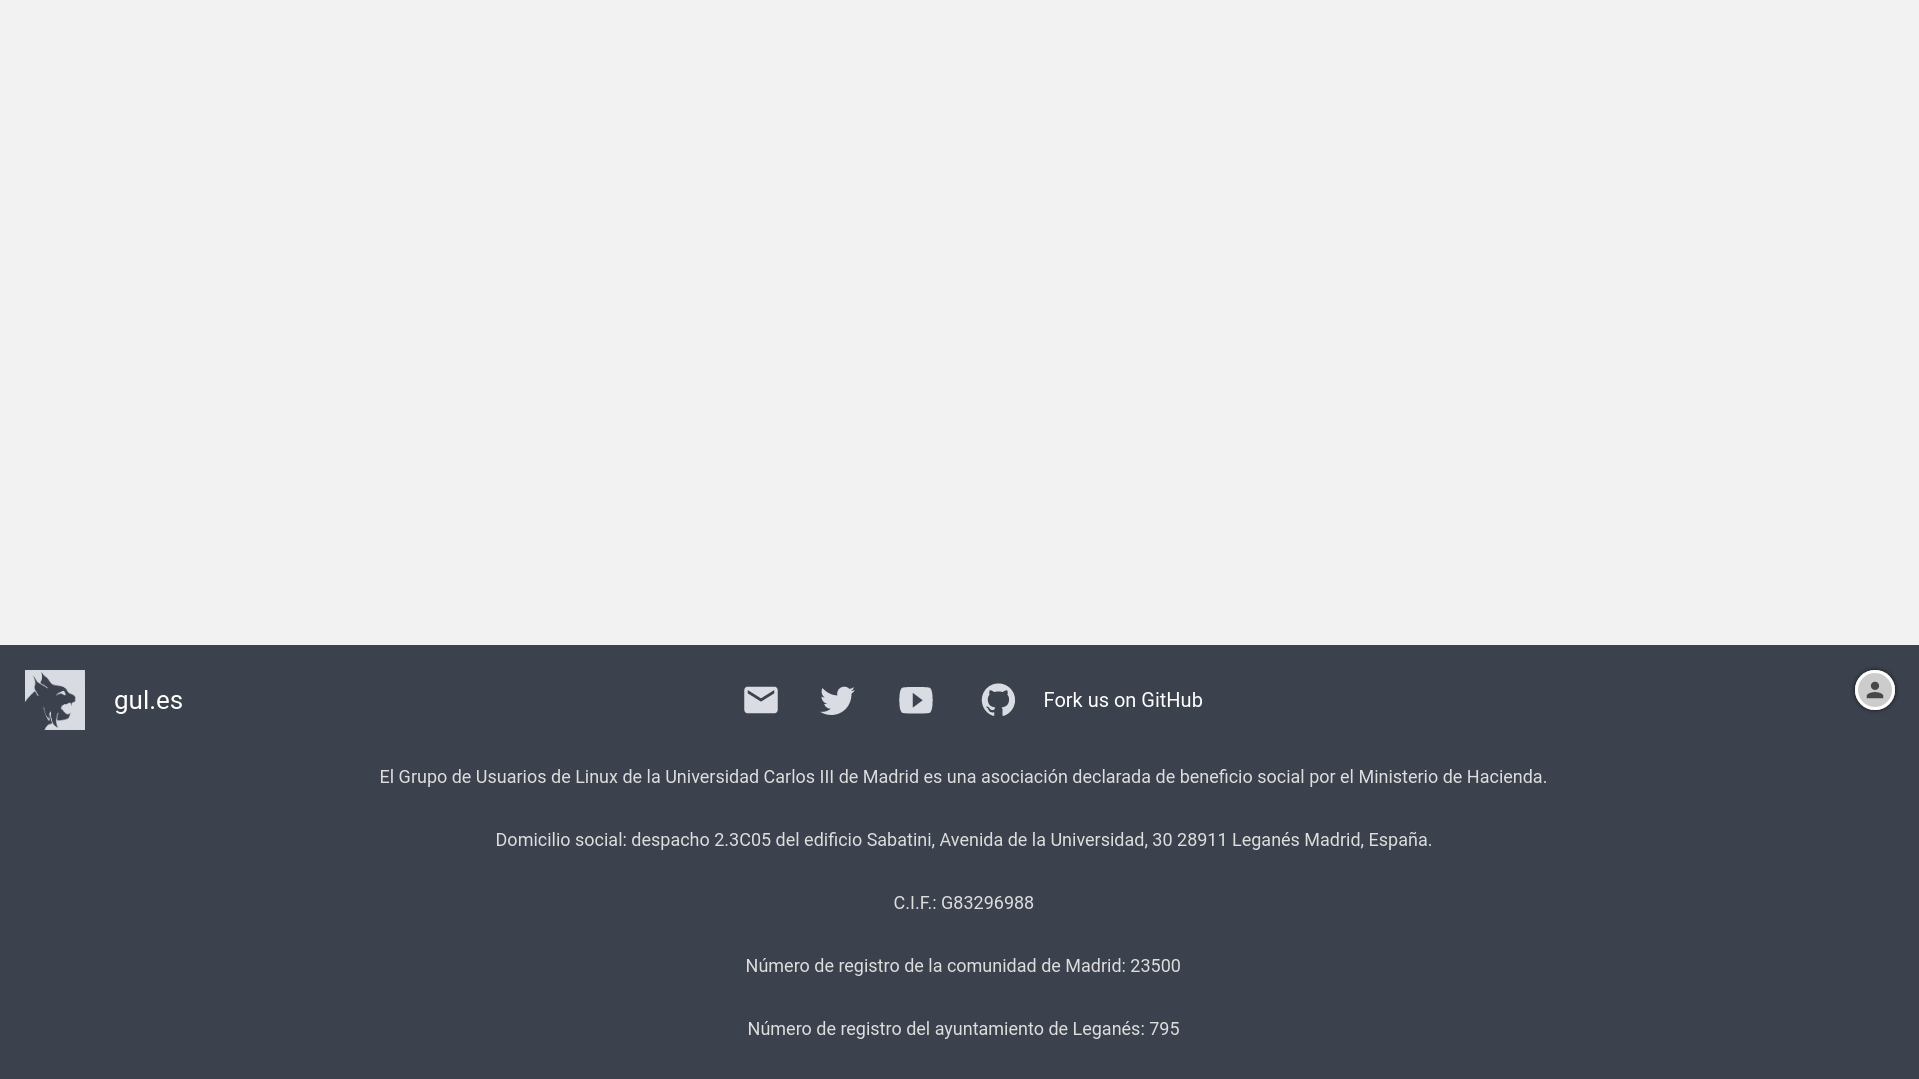 gul.es
Fork us on GitHub
El Grupo de Usuarios de Linux de la Universidad Carlos III de Madrid es una asociación declarada de beneficio social por el Ministerio de Hacienda.
Domicilio social: despacho 2.3C05 del edificio Sabatini, Avenida de la Universidad, 30 28911 Leganés Madrid, España.
C.I.F.: G83296988
Número de registro de la comunidad de Madrid: 23500
Número de registro del ayuntamiento de Leganés: 795